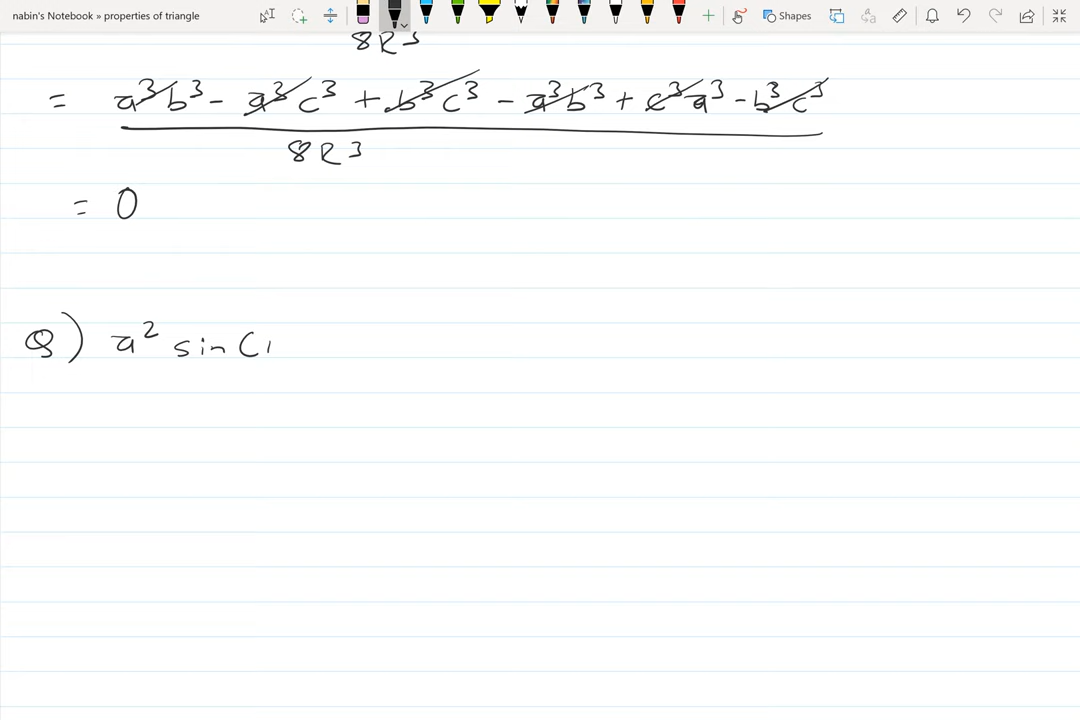 nabin's Notebook » properties of triangle
Shapes
8R³
= a³b³ - a³c³ + b³c³ - a³b³ + c³a³ - b³c³
8R³
= 0
Q) a² sin(